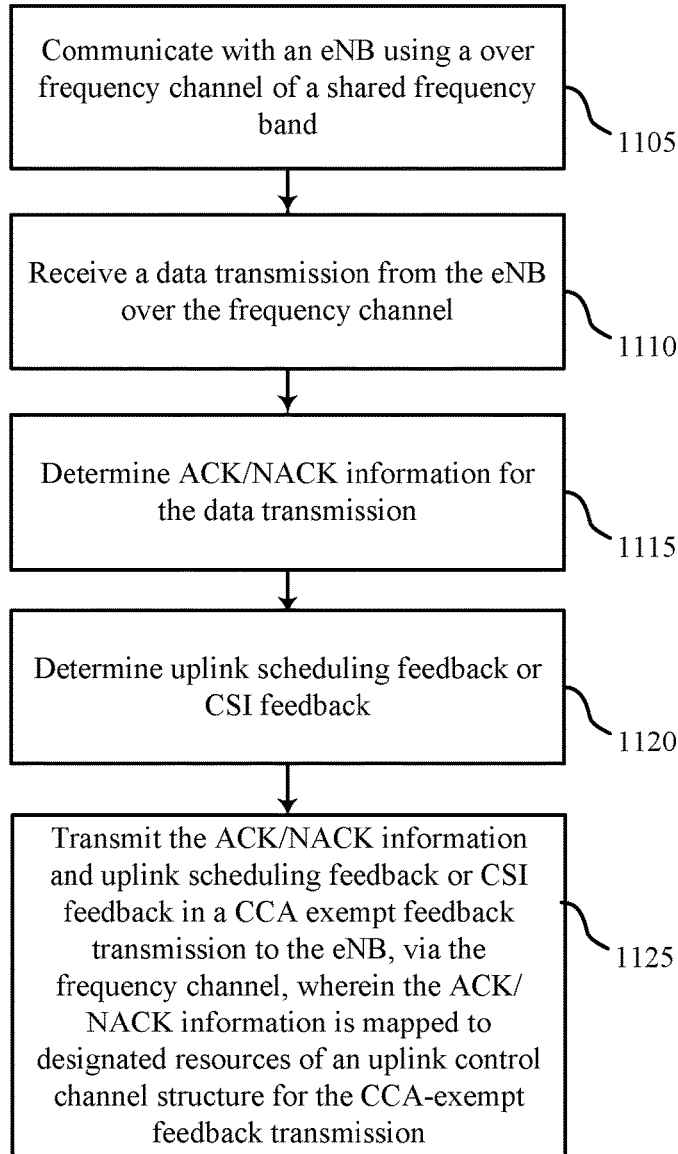 Communicate with an eNB using a over
frequency channel of a shared frequency
band
1105
Receive a data transmission from the eNB
over the frequency channel
1110
Determine ACK/NACK information for
the data transmission
1115
Determine uplink scheduling feedback or
CSI feedback
1120
Transmit the ACK/NACK information
and uplink scheduling feedback or CSI
feedback in a CCA exempt feedback
transmission to the eNB, via the
frequency channel, wherein the ACK/
NACK information is mapped to
designated resources of an uplink control
channel structure for the CCA-exempt
feedback transmission
1125